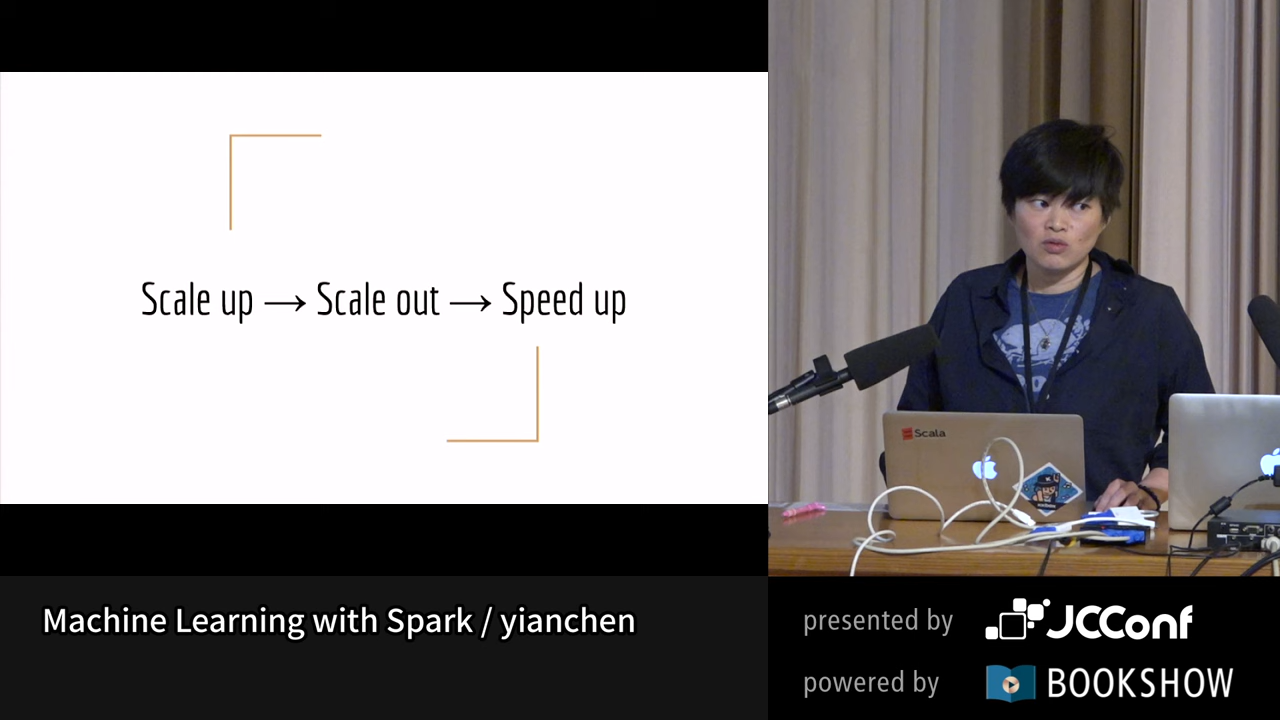 Scale up → Scale out → Speed up
Scala
Machine Learning with Spark / yianchen
presented by JCConf
powered by BOOKSHOW